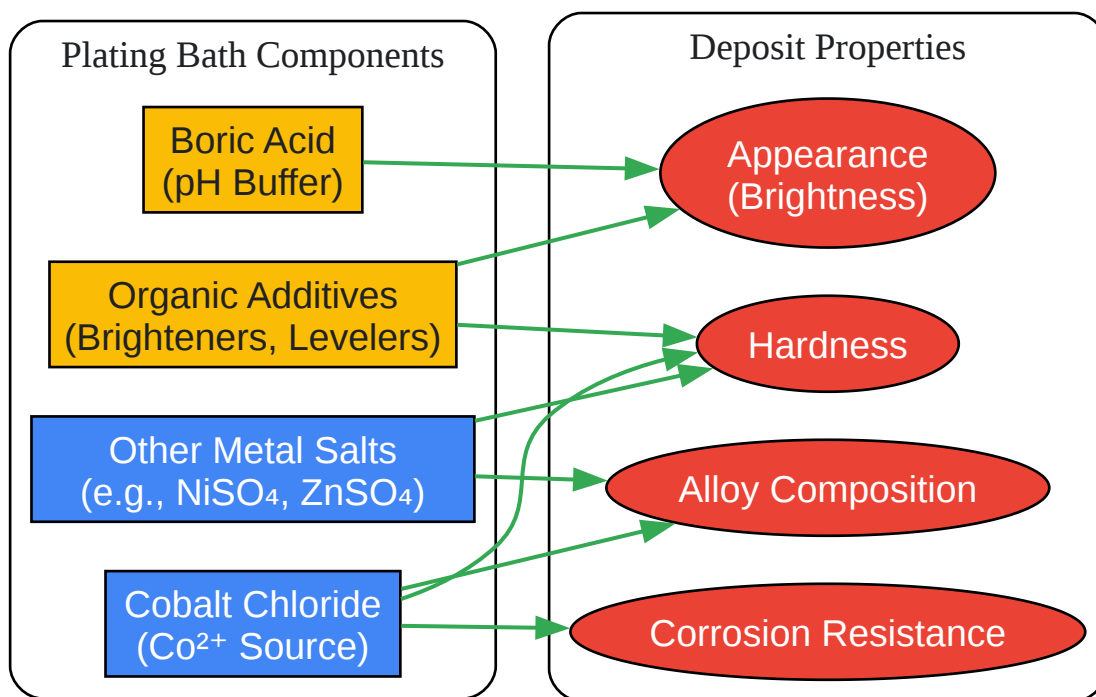 Plating Bath Components
Boric Acid
(pH Buffer)
Organic Additives
(Brighteners, Levelers)
Other Metal Salts
(e.g., NiSO₄, ZnSO₄)
Cobalt Chloride
(Co²⁺ Source)
Deposit Properties
Appearance
(Brightness)
Hardness
Alloy Composition
Corrosion Resistance